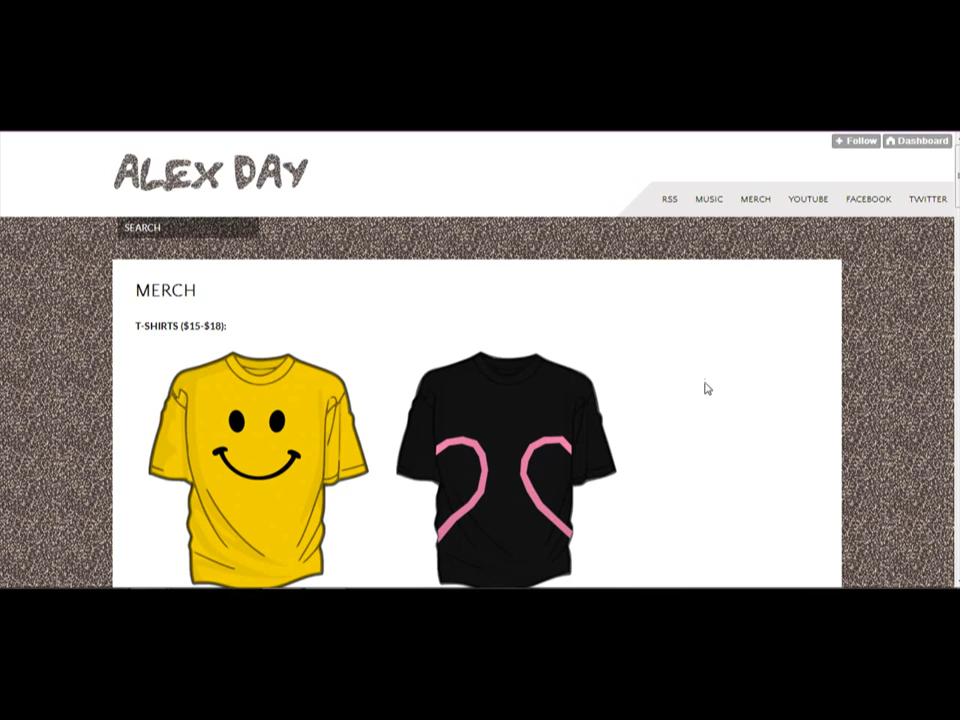 Follow Dashboard
ALEX DAY
RSS MUSIC MERCH YOUTUBE FACEBOOK TWITTER
SEARCH
MERCH
T-SHIRTS ($15-$18):